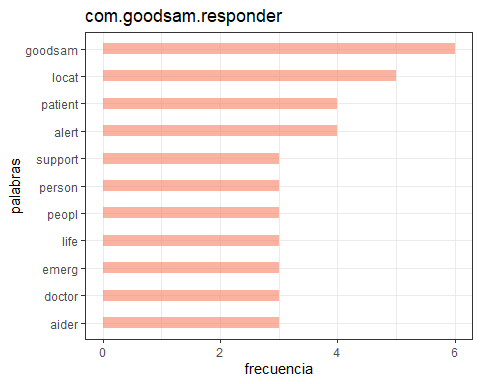 com.goodsam.responder
goodsam
locat
patient
alert
support
person
peopl
life
emerg
doctor
aider
palabras
0 2 4 6
frecuencia